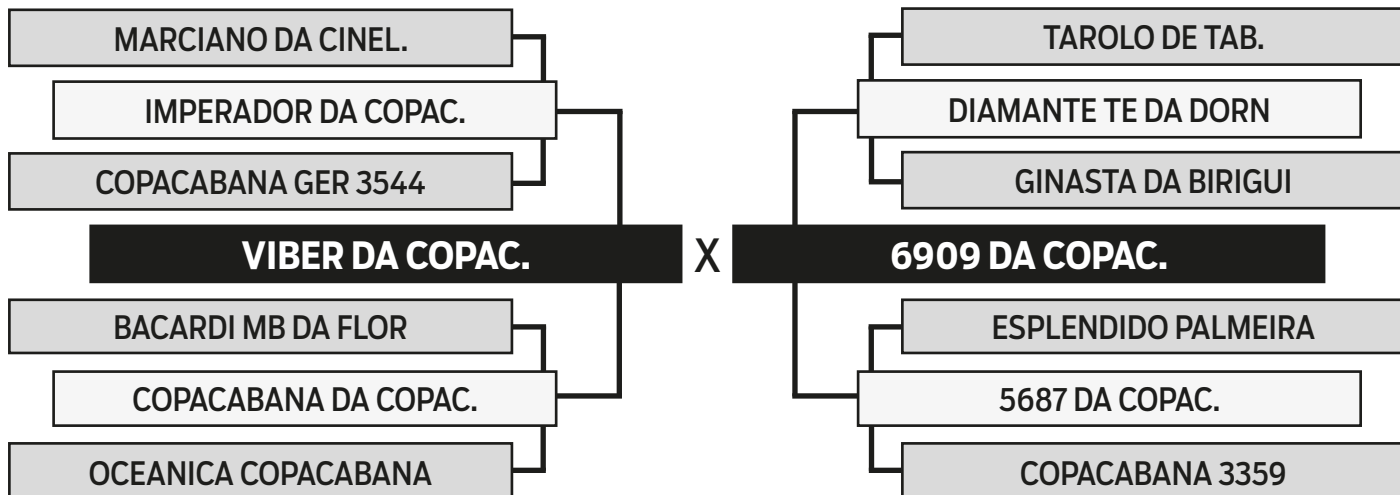 MARCIANO DA CINEL.
TAROLO DE TAB.
IMPERADOR DA COPAC.
DIAMANTE TE DA DORN
COPACABANA GER 3544
GINASTA DA BIRIGUI
VIBER DA COPAC. X 6909 DA COPAC.
BACARDI MB DA FLOR
ESPLENDIDO PALMEIRA
COPACABANA DA COPAC.
5687 DA COPAC.
OCEANICA COPACABANA
COPACABANA 3359